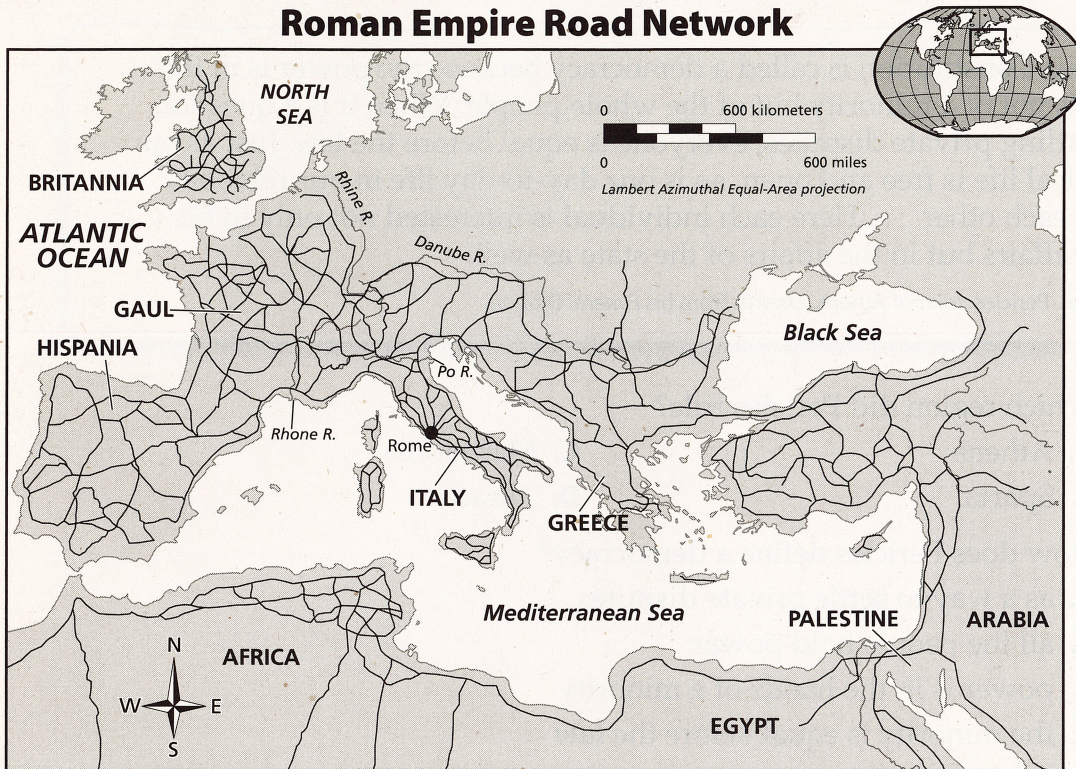 Roman Empire Road Network
NORTH
SEA
0
600 kilometers
0
600 miles
Lambert Azimuthal Equal-Area projection
BRITANNIA
Rhine R.
ATLANTIC
OCEAN
Danube R.
GAUL
Black Sea
HISPANIA
Po R.
Rhone R.
Rome
ITALY
GREECE
Mediterranean Sea
PALESTINE
ARABIA
AFRICA
EGYPT
N
W
E
S